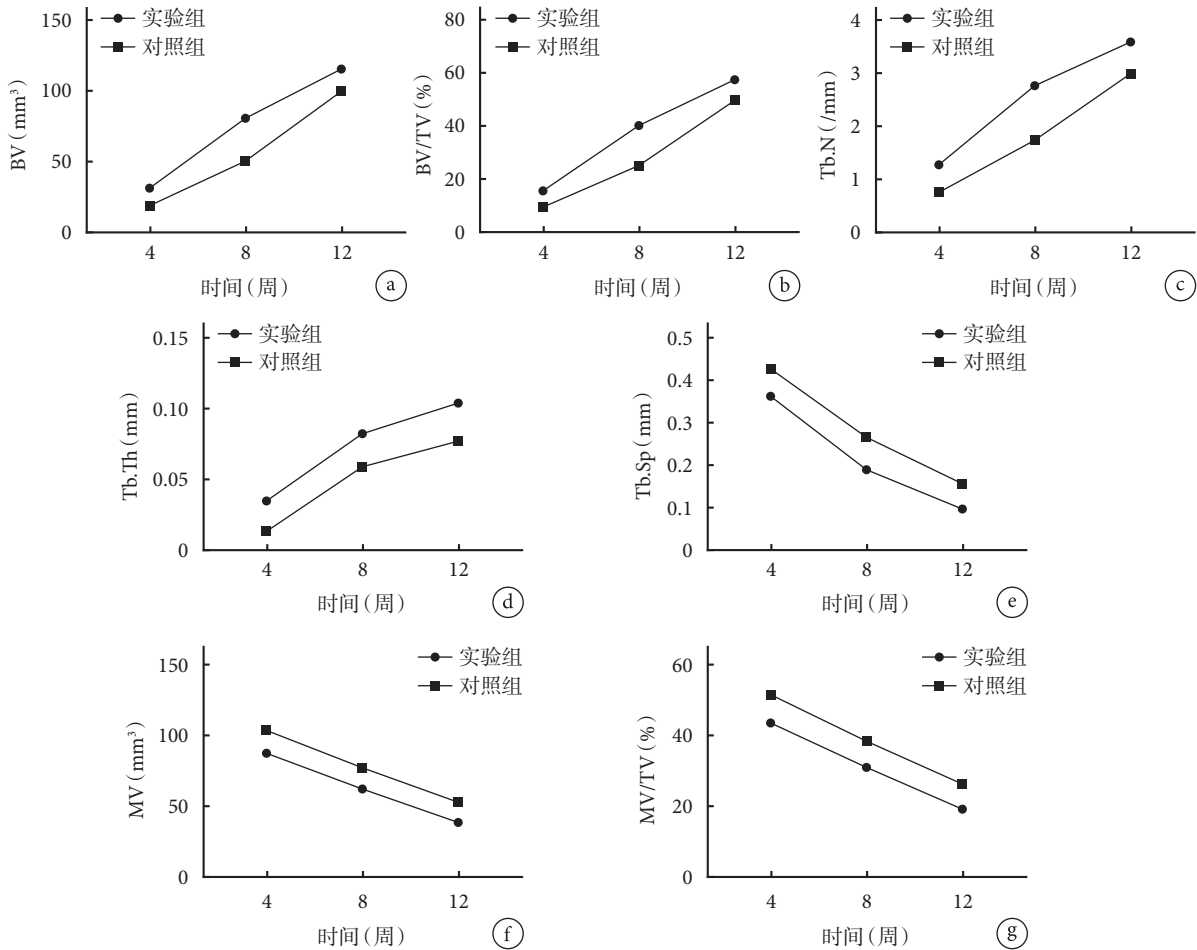 150
100
50
0
BV(mm³)
实验组
对照组
4 8 12
时间(周)
a
80
60
40
20
0
BV/TV(%)
实验组
对照组
4 8 12
时间(周)
b
4
3
2
1
0
Tb.N(/mm)
实验组
对照组
4 8 12
时间(周)
c
0.15
0.10
0.05
0
Tb.Th(mm)
实验组
对照组
4 8 12
时间(周)
d
0.5
0.4
0.3
0.2
0.1
0
Tb.Sp(mm)
实验组
对照组
4 8 12
时间(周)
e
150
100
50
0
MV(mm³)
实验组
对照组
4 8 12
时间(周)
f
60
40
20
0
MV/TV(%)
实验组
对照组
4 8 12
时间(周)
g